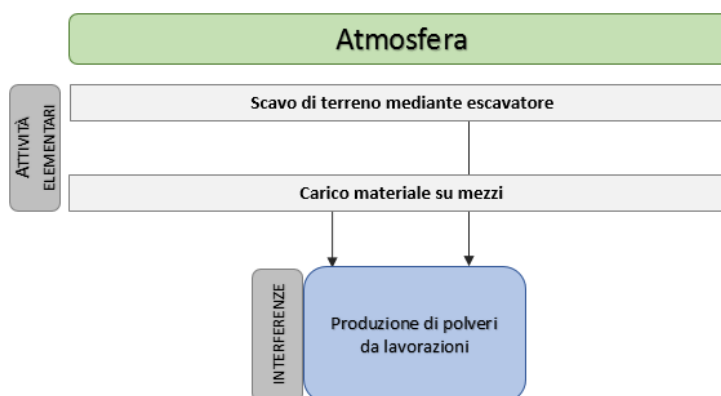 Atmosfera
ATTIVITÀ
ELEMENTARI
Scavo di terreno mediante escavatore
Carico materiale su mezzi
INTERFERENZE
Produzione di polveri
da lavorazioni